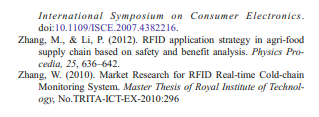 International Symposium on Consumer Electronics.
doi:10.1109/ISCE.2007.4382216.
Zhang, M., & Li, P. (2012). RFID application strategy in agri-food
supply chain based on safety and benefit analysis. Physics Pro-
cedia, 25, 636–642.
Zhang, W. (2010). Market Research for RFID Real-time Cold-chain
Monitoring System. Master Thesis of Royal Institute of Technol-
ogy, No.TRITA-ICT-EX-2010:296